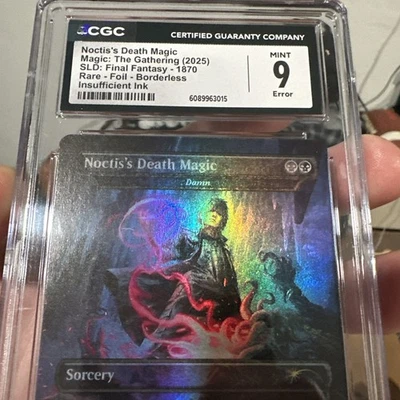 CGC
CERTIFIED GUARANTY COMPANY
Noctis's Death Magic
Magic: The Gathering (2025)
SLD: Final Fantasy - 1870
Rare - Foil - Borderless
Insufficient Ink
6089963015
MINT
9
Error
Noctis's Death Magic
Damn
Sorcery